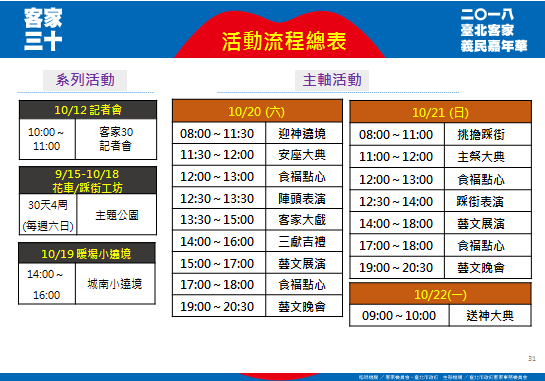 客家
三十
活動流程總表
二〇一八
臺北客家
義民嘉年華
系列活動
10/12 記者會
10:00~
11:00
客家30
記者會
9/15-10/18
花車/踩街工坊
30天4周
(每週六日)
主題公園
10/19 暖場小遶境
14:00~
16:00
城南小遶境
主軸活動
10/20 (六)
08:00~11:30 迎神遶境
11:30~12:00 安座大典
12:00~13:00 食福點心
12:30~13:30 陣頭表演
13:30~15:00 客家大戲
14:00~16:00 三獻吉禮
15:00~17:00 藝文展演
17:00~18:00 食福點心
19:00~20:30 藝文晚會
10/21 (日)
08:00~11:00 挑擔踩街
11:00~12:00 主祭大典
12:00~13:00 食福點心
12:30~14:00 踩街表演
14:00~18:00 藝文展演
17:00~18:00 食福點心
19:00~20:30 藝文晚會
10/22(一)
09:00~10:00 送神大典
31